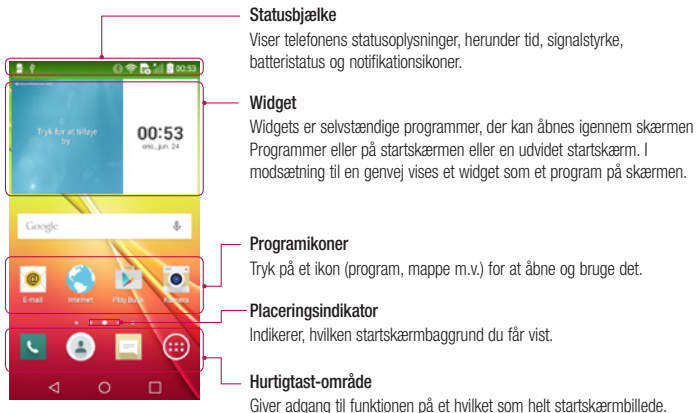 Statusbjælke
Viser telefonens statusoplysninger, herunder tid, signalstyrke,
batteristatus og notifikationsikoner.
00:53
Widget
Widgets er selvstændige programmer, der kan åbnes igennem skærmen
Programmer eller på startskærmen eller en udvidet startskærm. I
modsætning til en genvej vises et widget som et program på skærmen.
Tryk for at tilføje
by
00:53
ons., jun. 24
Google
Programikoner
Tryk på et ikon (program, mappe m.v.) for at åbne og bruge det.
E-mail Internet Play Butik Kamera
Placeringsindikator
Indikerer, hvilken startskærmbaggrund du får vist.
Hurtigtast-område
Giver adgang til funktionen på et hvilket som helst startskærmbillede.